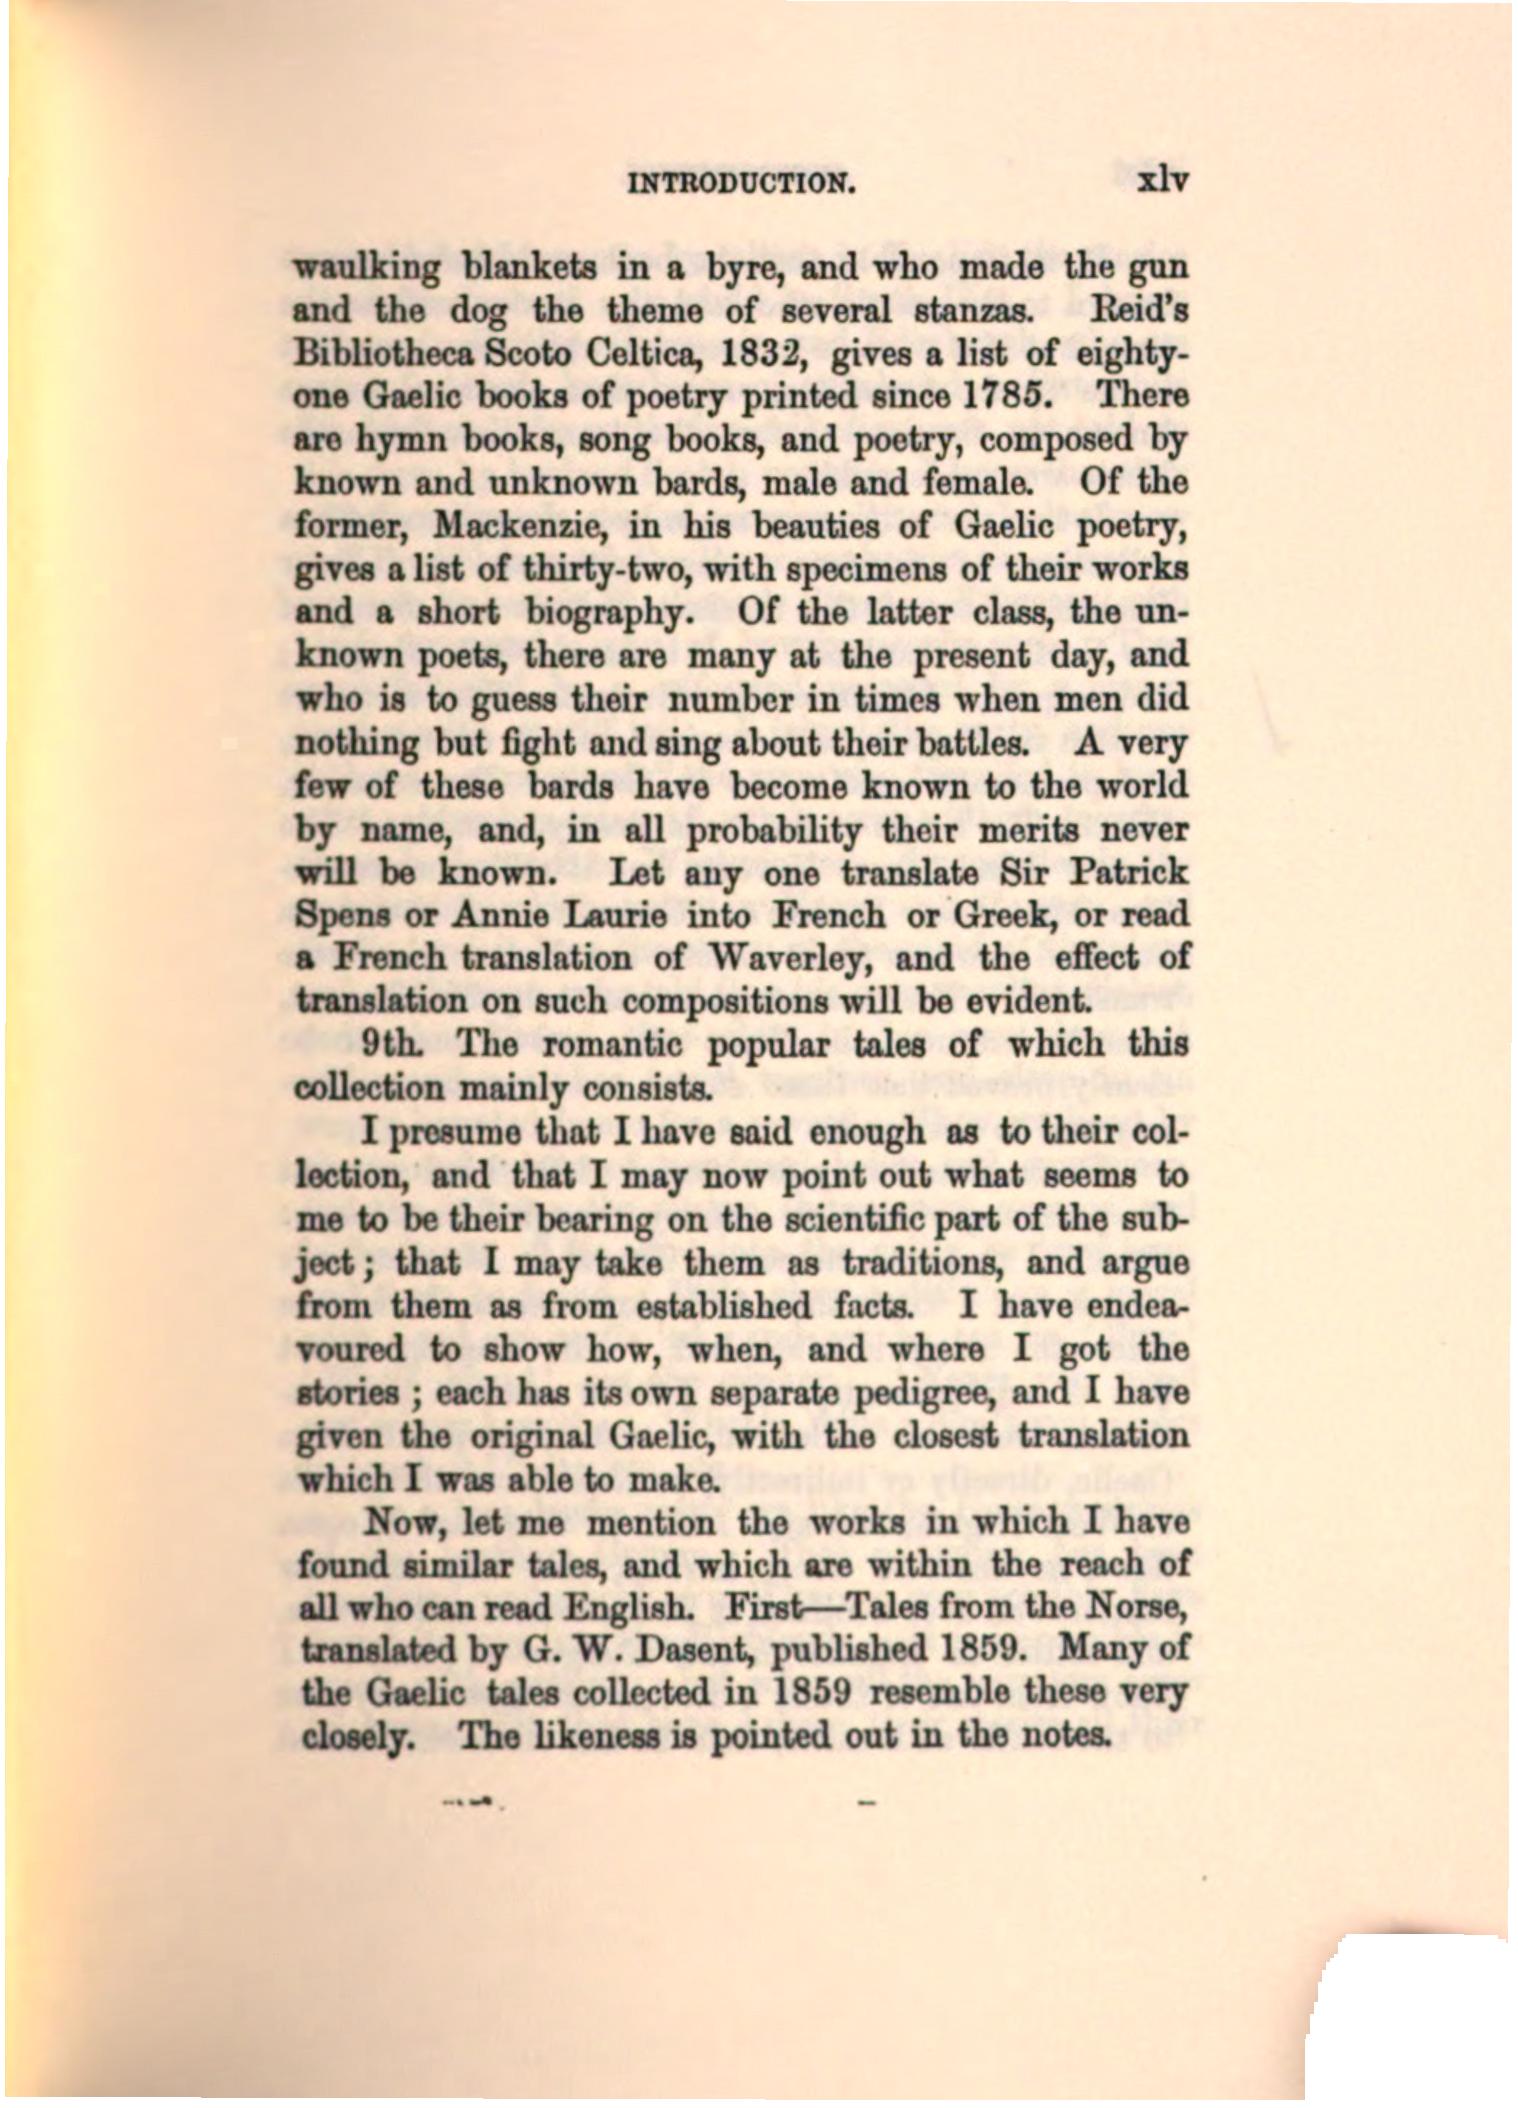 INTRODUCTION. xlv
waulking blankets in a byre, and who made the gun
and the dog the theme of several stanzas. Reid's
Bibliotheca Scoto Celtica, 1832, gives a list of eighty-
one Gaelic books of poetry printed since 1785. There
are hymn books, song books, and poetry, composed by
known and unknown bards, male and female. Of the
former, Mackenzie, in his beauties of Gaelic poetry,
gives a list of thirty-two, with specimens of their works
and a short biography. Of the latter class, the un-
known poets, there are many at the present day, and
who is to guess their number in times when men did
nothing but fight and sing about their battles. A very
few of these bards have become known to the world
by name, and, in all probability their merits never
will be known. Let any one translate Sir Patrick
Spens or Annie Laurie into French or Greek, or read
a French translation of Waverley, and the effect of
translation on such compositions will be evident.
9th. The romantic popular tales of which this
collection mainly consists.
I presume that I have said enough as to their col-
lection, and that I may now point out what seems to
me to be their bearing on the scientific part of the sub-
ject; that I may take them as traditions, and argue
from them as from established facts. I have endea-
voured to show how, when, and where I got the
stories; each has its own separate pedigree, and I have
given the original Gaelic, with the closest translation
which I was able to make.
Now, let me mention the works in which I have
found similar tales, and which are within the reach of
all who can read English. First—Tales from the Norse,
translated by G. W. Dasent, published 1859. Many of
the Gaelic tales collected in 1859 resemble these very
closely. The likeness is pointed out in the notes.